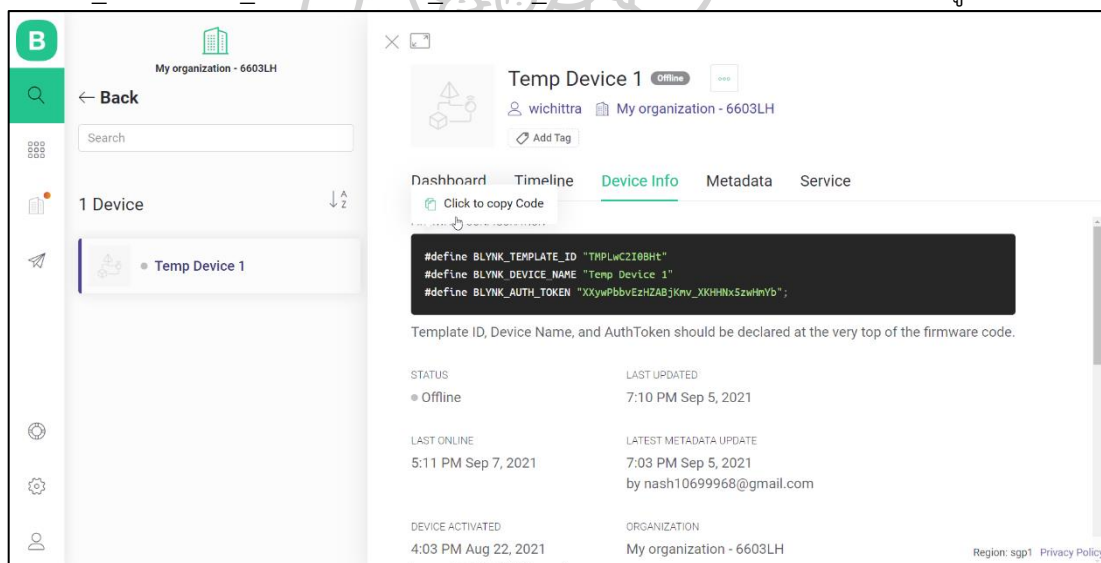 B
My organization - 6603LH
← Back
Search
1 Device
A
Z
Temp Device 1
Temp Device 1 Offline
wichittra My organization - 6603LH
Add Tag
Dashboard Timeline Device Info Metadata Service
Click to copy Code
#define BLYNK_TEMPLATE_ID "TMPLwC2I0BHt"
#define BLYNK_DEVICE_NAME "Temp Device 1"
#define BLYNK_AUTH_TOKEN "XXywPbbvEzHZABjKmv_XKHHNx5zwHmYb";
Template ID, Device Name, and AuthToken should be declared at the very top of the firmware code.
STATUS LAST UPDATED
Offline 7:10 PM Sep 5, 2021
LAST ONLINE LATEST METADATA UPDATE
5:11 PM Sep 7, 2021 7:03 PM Sep 5, 2021
by nash10699968@gmail.com
DEVICE ACTIVATED ORGANIZATION
4:03 PM Aug 22, 2021 My organization - 6603LH
Region: sgp1 Privacy Policy